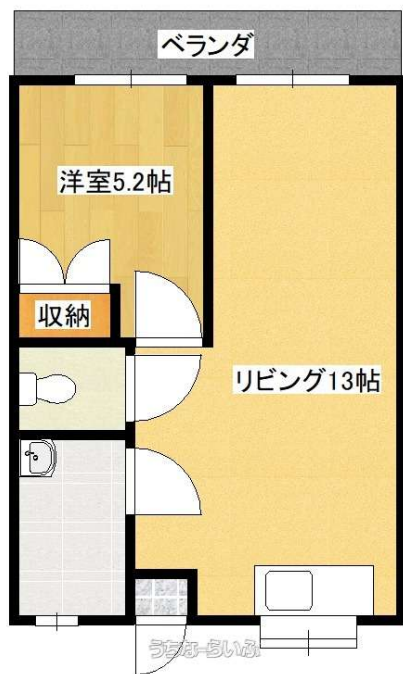 ベランダ
洋室5.2帖
収納
リビング13帖
うちなーらいふ